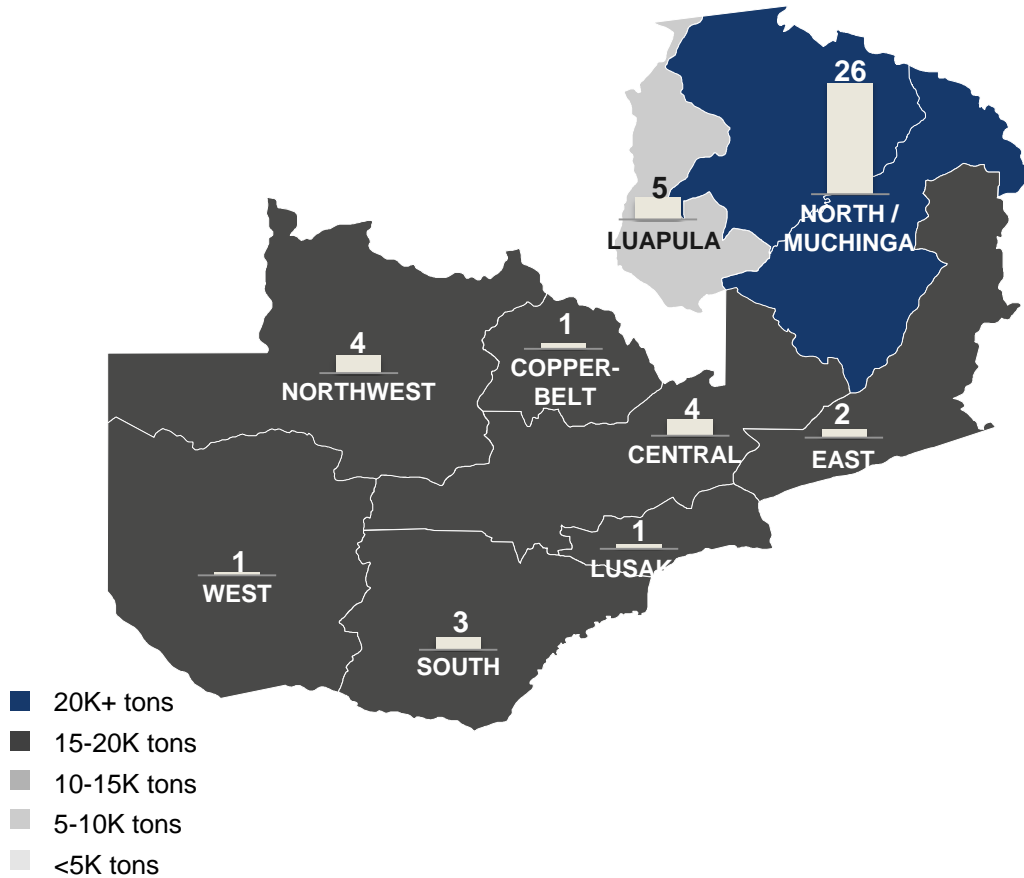 26
NORTH /
MUCHINGA
5
LUAPULA
1
COPPER-
BELT
4
NORTHWEST
4
CENTRAL
2
EAST
1
LUSAK
1
WEST
3
SOUTH
20K+ tons
15-20K tons
10-15K tons
5-10K tons
<5K tons